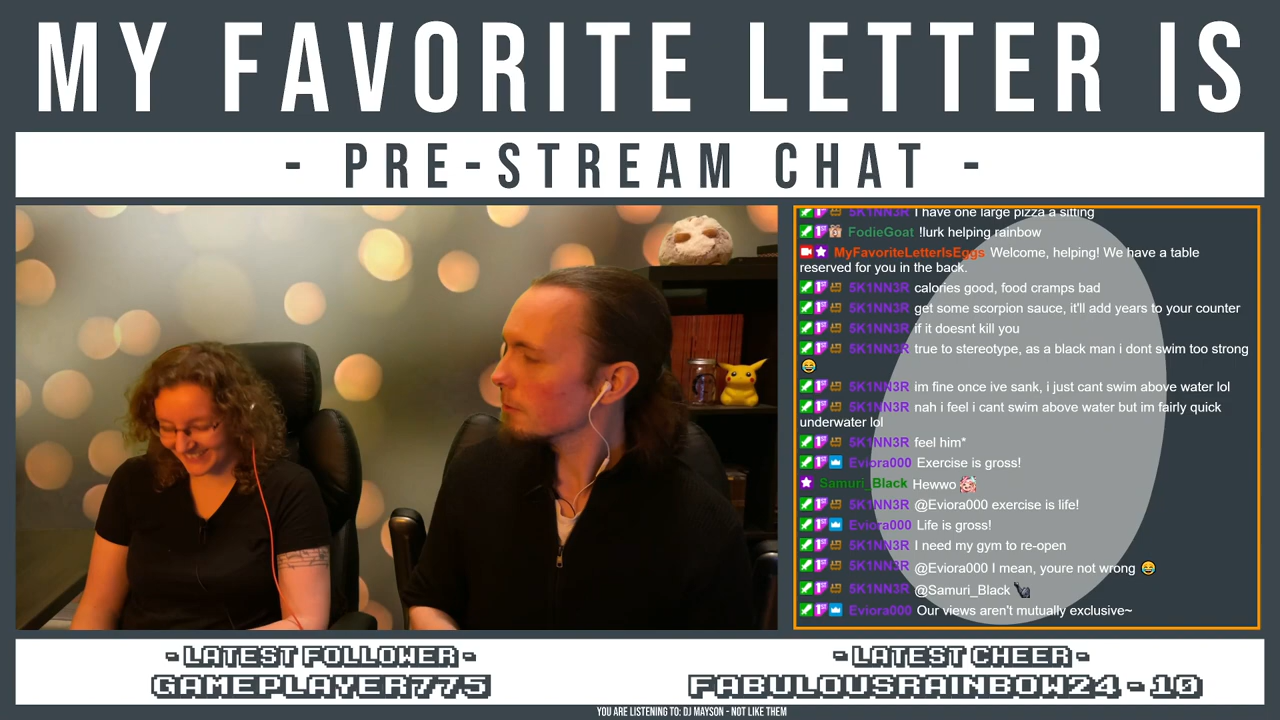 MY FAVORITE LETTER IS
- PRE-STREAM CHAT -
5K1NN3R I have one large pizza a sitting
FodieGoat !lurk helping rainbow
MyFavoriteLetterIsEggs Welcome, helping! We have a table
reserved for you in the back.
5K1NN3R calories good, food cramps bad
5K1NN3R get some scorpion sauce, it'll add years to your counter
5K1NN3R if it doesnt kill you
5K1NN3R true to stereotype, as a black man i dont swim too strong
5K1NN3R im fine once ive sank, i just cant swim above water lol
5K1NN3R nah i feel i cant swim above water but im fairly quick
underwater lol
5K1NN3R feel him*
Eviora000 Exercise is gross!
Samuri_Black Hewwo
5K1NN3R @Eviora000 exercise is life!
Eviora000 Life is gross!
5K1NN3R I need my gym to re-open
5K1NN3R @Eviora000 I mean, youre not wrong
5K1NN3R @Samuri_Black
Eviora000 Our views aren't mutually exclusive~
- LATEST FOLLOWER -
GAMEPLAYER775
- LATEST CHEER -
FABULOUSRAINBOW24 - 10
YOU ARE LISTENING TO: DJ MAYSON - NOT LIKE THEM